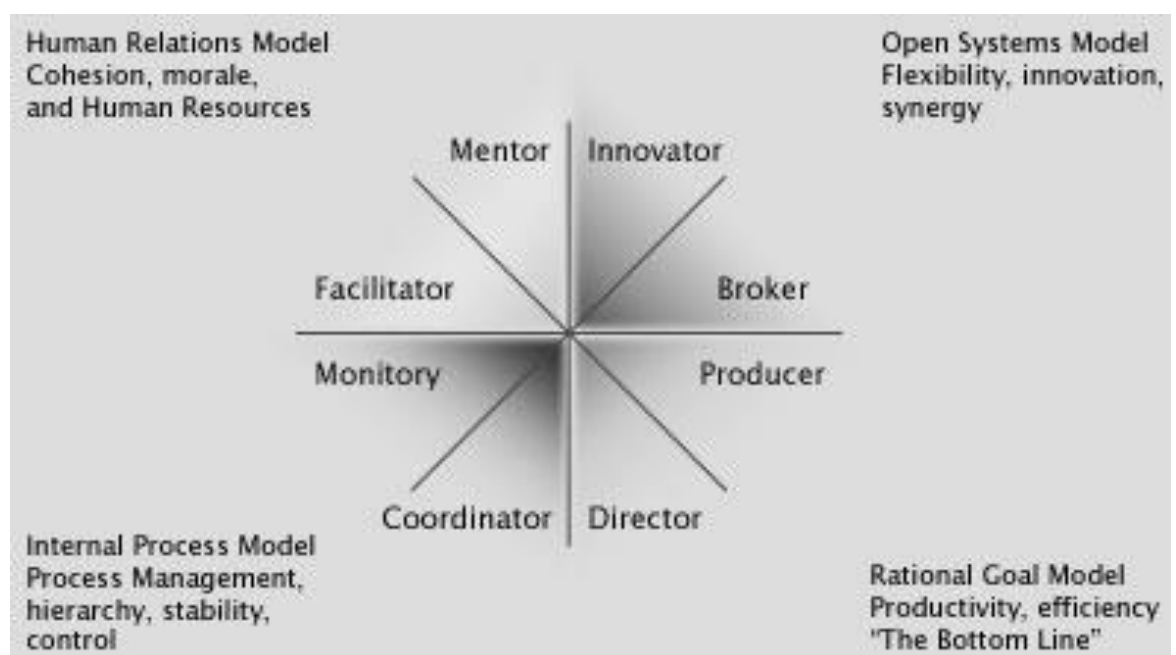 Human Relations Model
Cohesion, morale,
and Human Resources
Open Systems Model
Flexibility, innovation,
synergy
Mentor
Innovator
Facilitator
Broker
Monitory
Producer
Coordinator
Director
Internal Process Model
Process Management,
hierarchy, stability,
control
Rational Goal Model
Productivity, efficiency
"The Bottom Line"